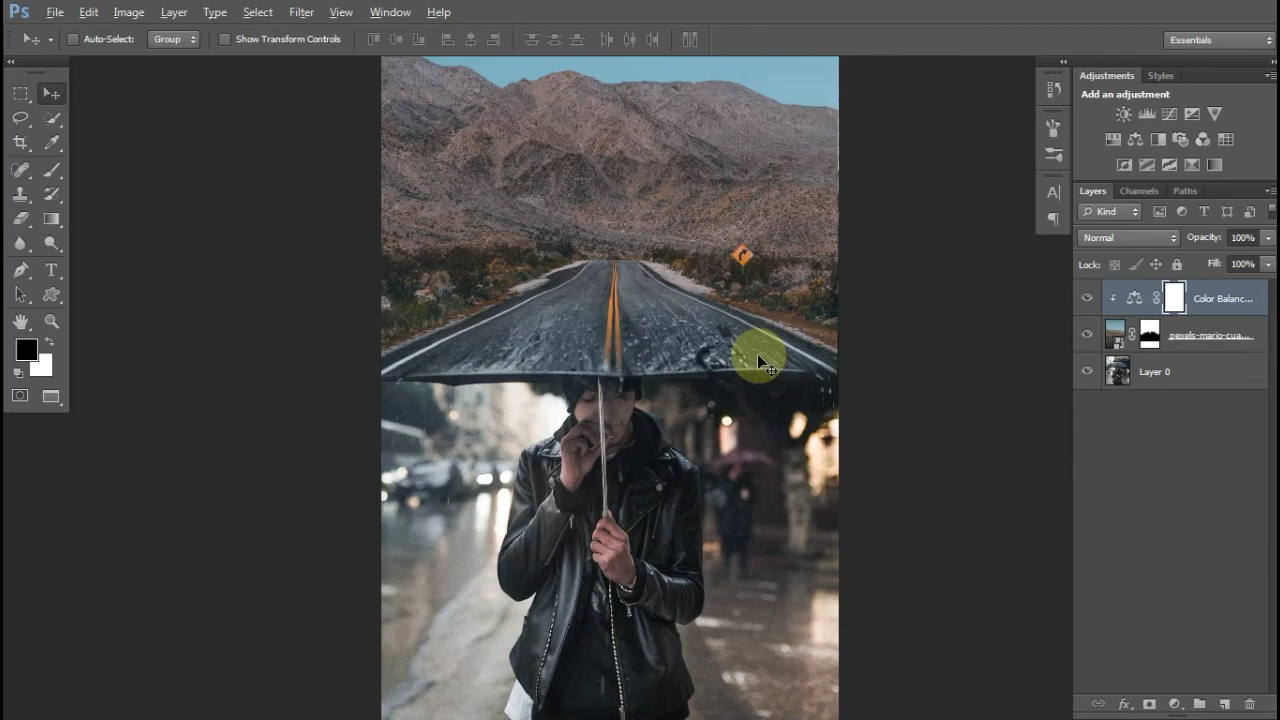 Ps File Edit Image Layer Type Select Filter View Window Help
Auto-Select: Group Show Transform Controls Essentials
Adjustments Styles
Add an adjustment
Layers Channels Paths
Kind
Normal Opacity: 100%
Lock: Fill: 100%
Color Balanc...
pexels-mario-cua...
Layer 0